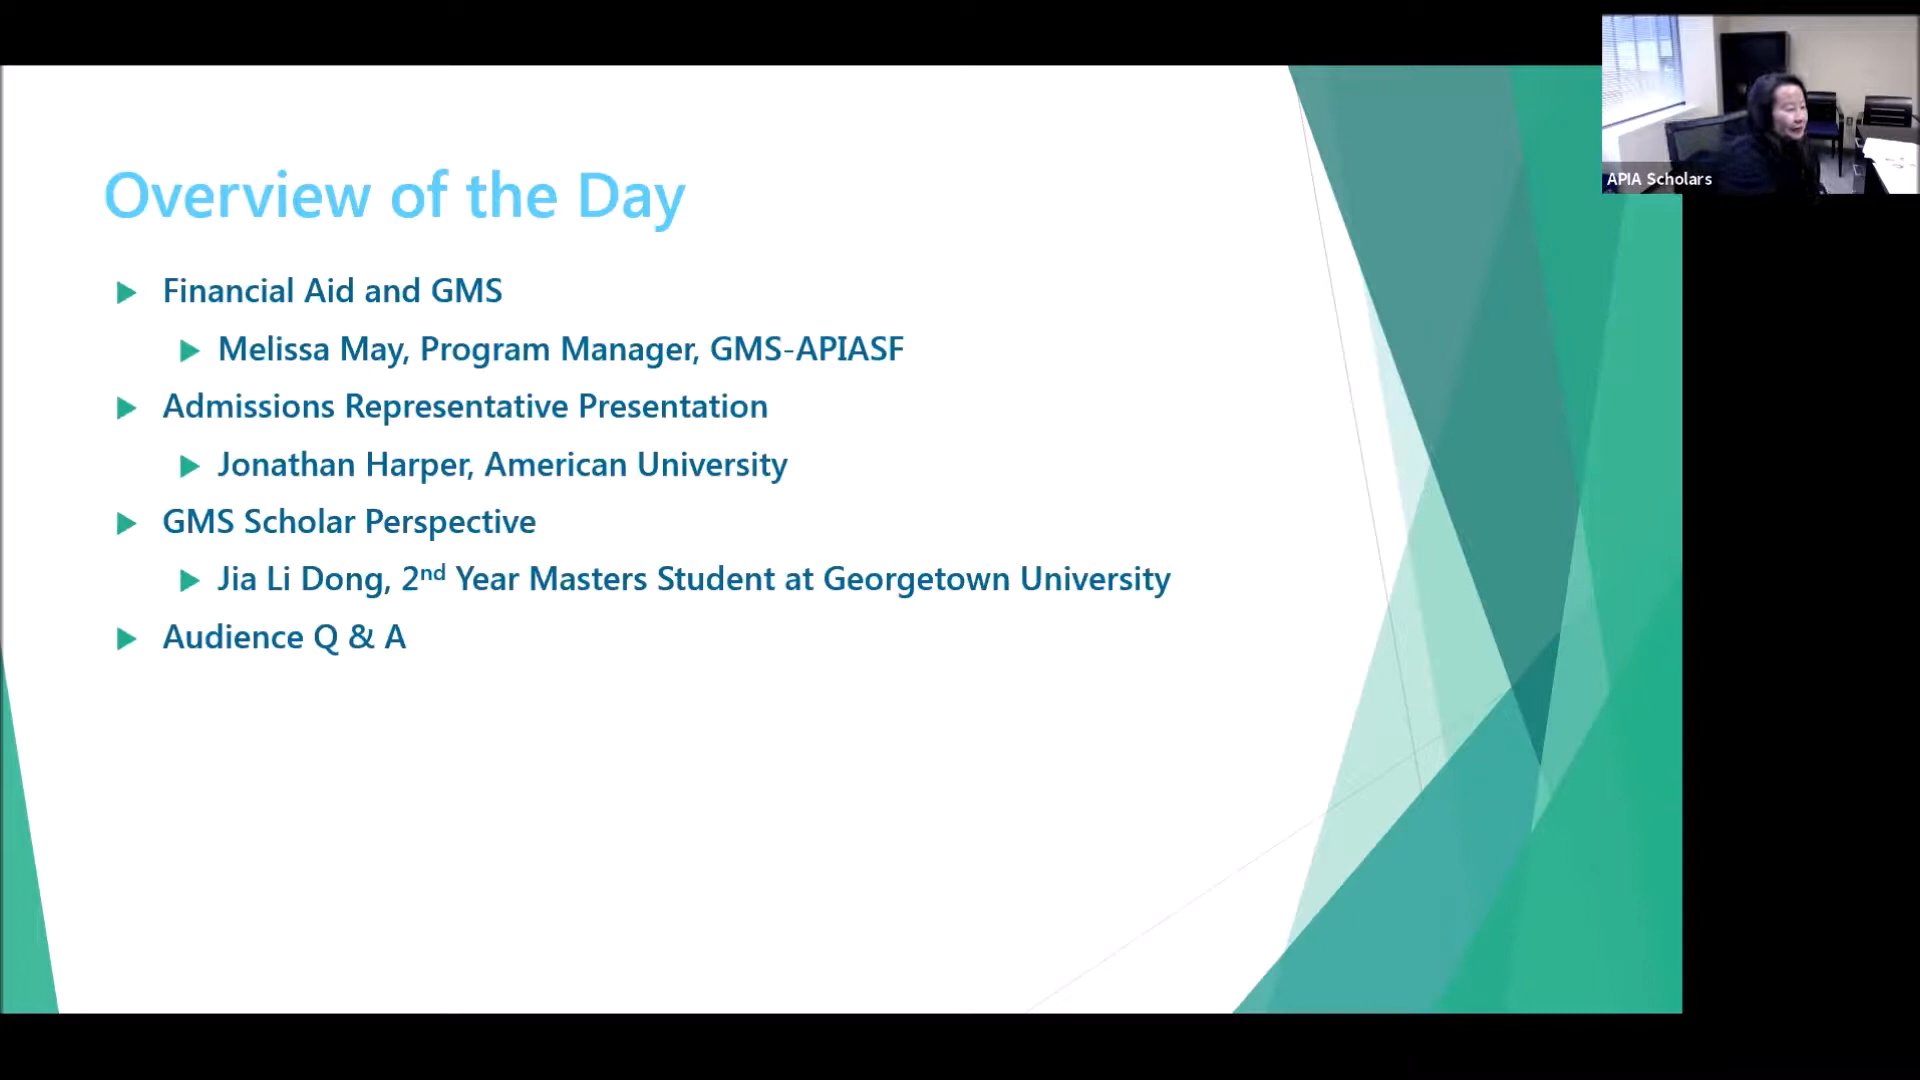 Overview of the Day
Financial Aid and GMS
Melissa May, Program Manager, GMS-APIASF
Admissions Representative Presentation
Jonathan Harper, American University
GMS Scholar Perspective
Jia Li Dong, 2nd Year Masters Student at Georgetown University
Audience Q & A
APIA Scholars